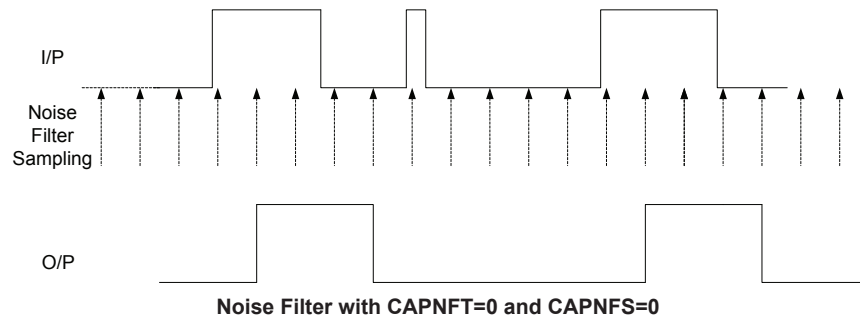 I/P
Noise
Filter
Sampling
O/P
Noise Filter with CAPNFT=0 and CAPNFS=0